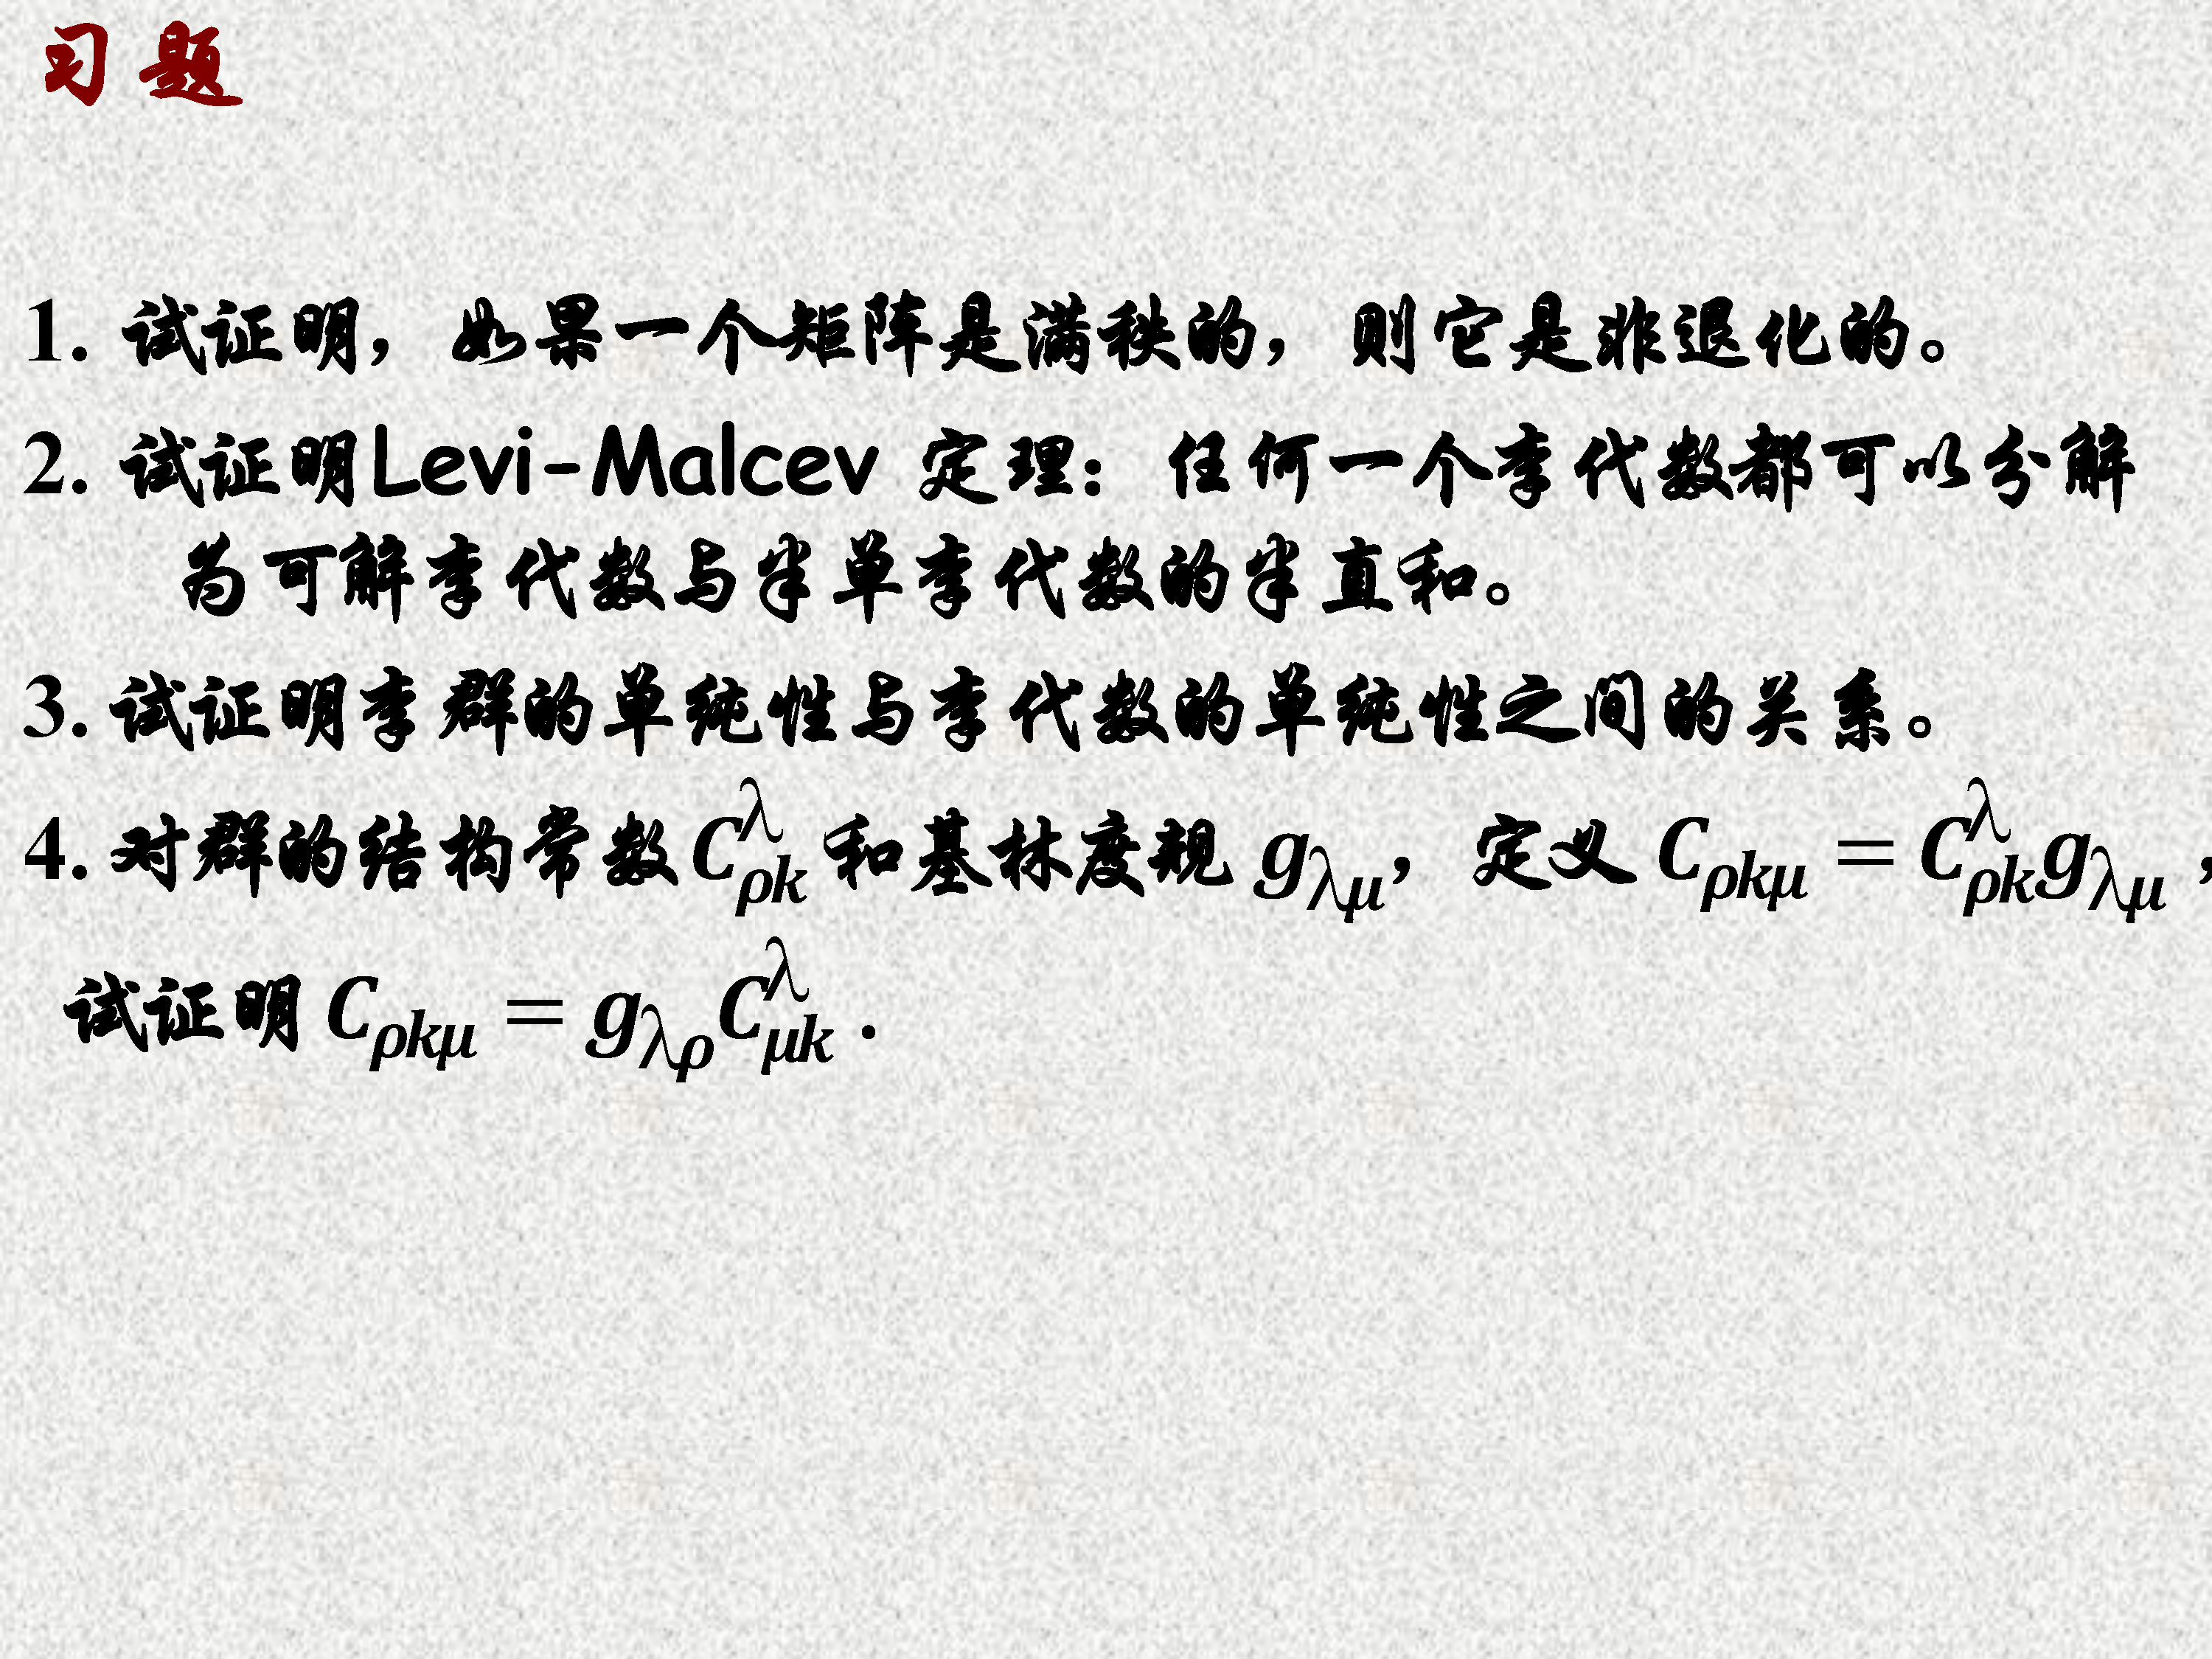 习题
1. 试证明，如果一个矩阵是满秩的，则它是非退化的。
2. 试证明Levi-Malcev 定理：任何一个李代数都可以分解
为可解李代数与半单李代数的半直和。
3. 试证明李群的单纯性与李代数的单纯性之间的关系。
4. 对群的结构常数 $C_{\rho k}^{\lambda}$ 和基林度规 $g_{\lambda\mu}$，定义 $C_{\rho k\mu} = C_{\rho k}^{\lambda} g_{\lambda\mu}$，
试证明 $C_{\rho k\mu} = g_{\lambda\rho} C_{\mu k}^{\lambda}$ .